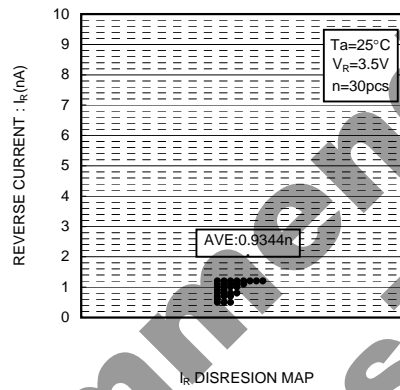 10
9
8
7
6
5
4
3
2
1
0
REVERSE CURRENT : IR(nA)
Ta=25°C
VR=3.5V
n=30pcs
AVE:0.9344n
IR DISRESION MAP